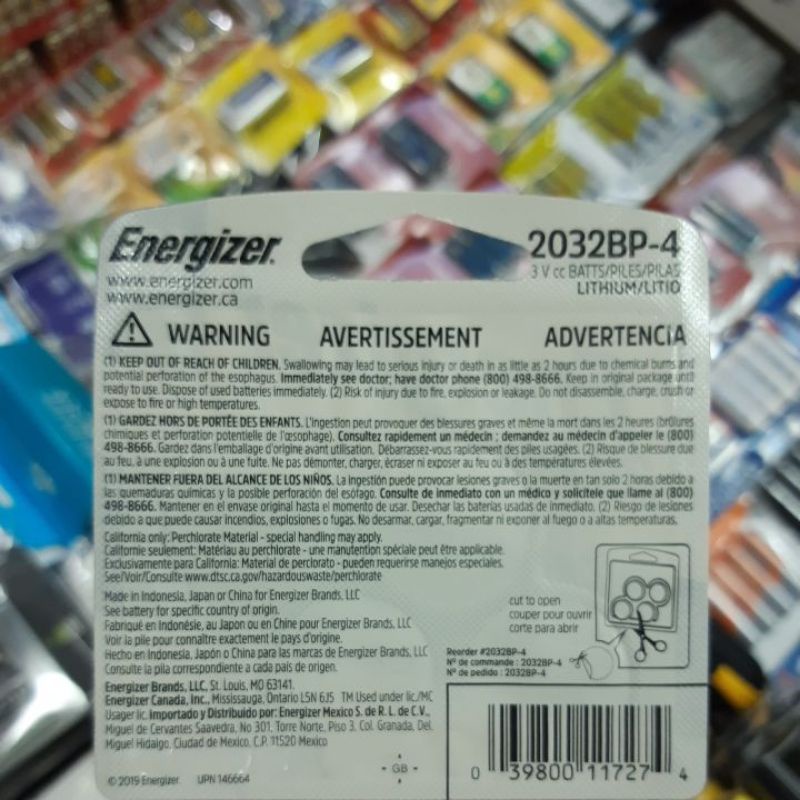 Energizer.
2032BP-4
www.energizer.com
3 V cc BATTS/PILES/PILAS
www.energizer.ca
LITHIUM/LITIO
WARNING AVERTISSEMENT ADVERTENCIA
(1) KEEP OUT OF REACH OF CHILDREN. Swallowing may lead to serious injury or death in as little as 2 hours due to chemical burns and
potential perforation of the esophagus. Immediately see doctor; have doctor phone (800) 498-8666. Keep in original package until
ready to use. Dispose of used batteries immediately. (2) Risk of injury due to fire, explosion or leakage. Do not disassemble, charge, crush or
expose to fire or high temperatures.
(1) GARDEZ HORS DE PORTÉE DES ENFANTS. L'ingestion peut provoquer des blessures graves et même la mort dans les 2 heures (brûlures
chimiques et perforation potentielle de l'œsophage). Consultez rapidement un médecin ; demandez au médecin d'appeler le (800)
498-8666. Gardez dans l'emballage d'origine avant utilisation. Débarrassez-vous rapidement des piles usagées. (2) Risque de blessure due
au feu, à une explosion ou à une fuite. Ne pas démonter, charger, écraser ni exposer au feu ou à des températures élevées.
(1) MANTENER FUERA DEL ALCANCE DE LOS NIÑOS. La ingestión puede provocar lesiones graves o la muerte en tan solo 2 horas debido a
las quemaduras químicas y la posible perforación del esófago. Consulte de inmediato con un médico y solicítele que llame al (800)
498-8666. Mantener en el envase original hasta el momento de usar. Desechar las baterías usadas de inmediato. (2) Riesgo de lesiones
debido a que puede causar incendios, explosiones o fugas. No desarmar, cargar, fragmentar ni exponer al fuego o a altas temperaturas.
California only: Perchlorate Material - special handling may apply.
Californie seulement: Matériau au perchlorate - une manutention spéciale peut être applicable.
Exclusivamente para California: Material de perclorato - pueden requerirse manejos especiales.
See/Voir/Consulte www.dtsc.ca.gov/hazardouswaste/perchlorate
Made in Indonesia, Japan or China for Energizer Brands, LLC
See battery for specific country of origin.
Fabriqué en Indonésie, au Japon ou en Chine pour Energizer Brands, LLC
Voir la pile pour connaître exactement le pays d'origine.
Hecho en Indonesia, Japón o China para las marcas de Energizer Brands, LLC
Consulte la pila correspondiente a cada país de origen.
cut to open
couper pour ouvrir
corte para abrir
Reorder #2032BP-4
Nº de commande : 2032BP-4
Nº de pedido : 2032BP-4
Energizer Brands, LLC, St. Louis, MO 63141.
Energizer Canada, Inc., Mississauga, Ontario L5N 6J5 TM Used under lic/MC
Usager lic. Importado y Distribuido por: Energizer Mexico S. de R. L. de C.V.,
Miguel de Cervantes Saavedra, No 301, Torre Norte, Piso 3, Col. Granada, Del.
Miguel Hidalgo, Ciudad de Mexico, C.P. 11520 Mexico
© 2019 Energizer UPN 146664
- GB -
0 39800 11727 4